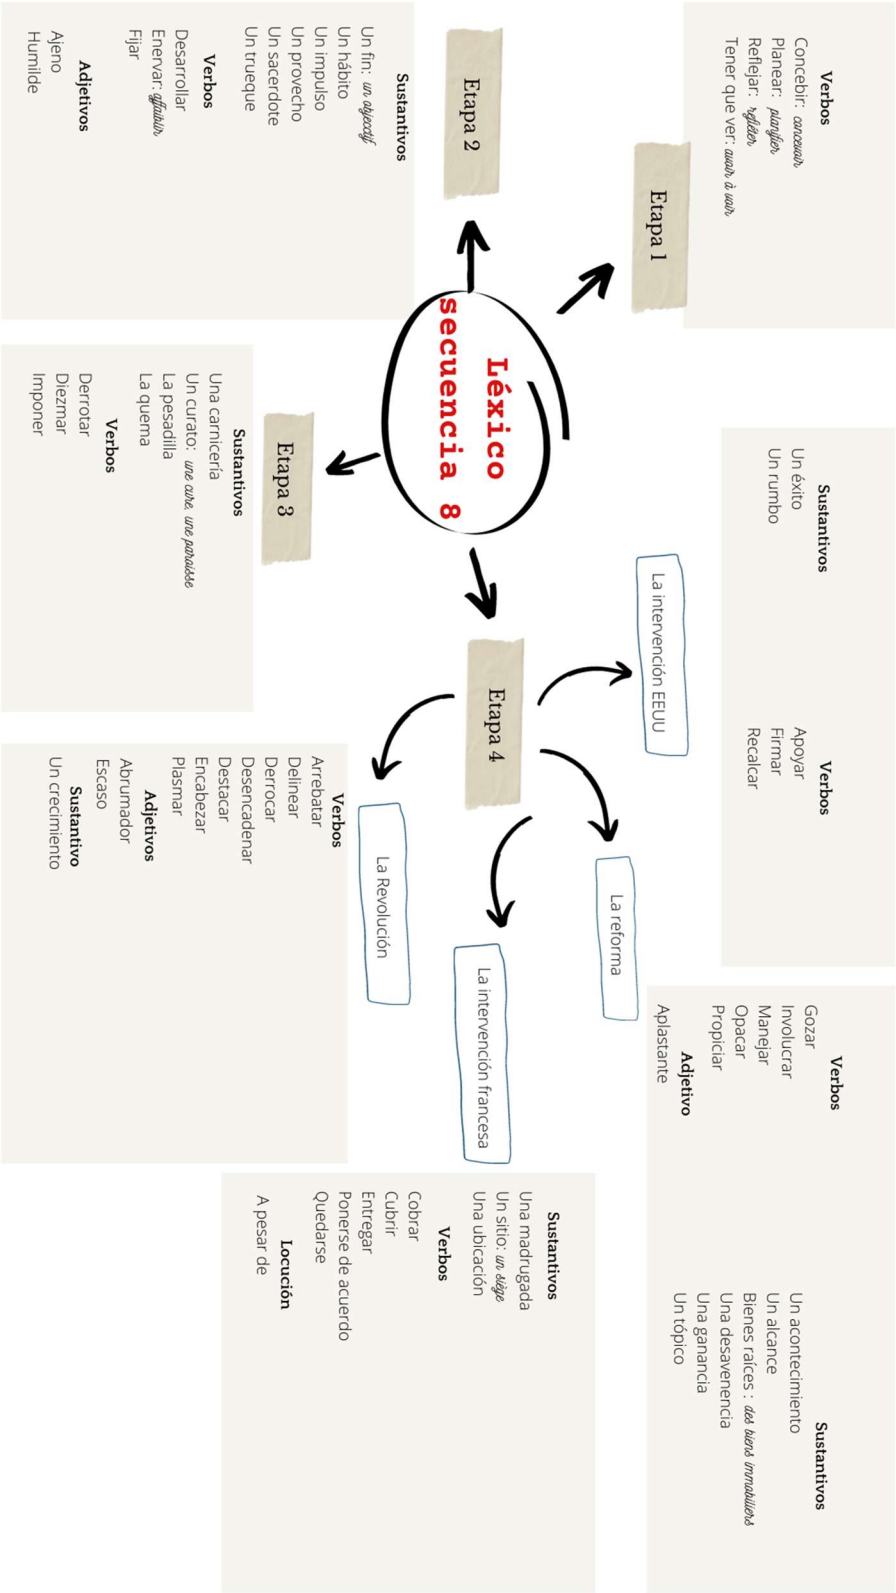 Verbos
Concebir: concevoir
Planear: planifier
Reflejar: refléter
Tener que ver: avoir à voir
Etapa 1
Etapa 2
Sustantivos
Un fin: un objectif
Un hábito
Un impulso
Un provecho
Un sacerdote
Un trueque
Verbos
Desarrollar
Enervar: affaiblir
Fijar
Adjetivos
Ajeno
Humilde
Léxico
secuencia 8
Etapa 3
Sustantivos
Una carnicería
Un curato: une cure, une paroisse
La pesadilla
La quema
Verbos
Derrotar
Diezmar
Imponer
Etapa 4
La intervención EEUU
Sustantivos
Un éxito
Un rumbo
Verbos
Apoyar
Firmar
Recalcar
La reforma
Verbos
Gozar
Involucrar
Manejar
Opacar
Propiciar
Adjetivo
Aplastante
Sustantivos
Un acontecimiento
Un alcance
Bienes raíces : des biens immobiliers
Una desavenencia
Una ganancia
Un tópico
La intervención francesa
Sustantivos
Una madrugada
Un sitio: un siège
Una ubicación
Verbos
Cobrar
Cubrir
Entregar
Ponerse de acuerdo
Quedarse
Locución
A pesar de
La Revolución
Verbos
Arrebatar
Delinear
Derrocar
Desencadenar
Destacar
Encabezar
Plasmar
Adjetivos
Abrumador
Escaso
Sustantivo
Un crecimiento